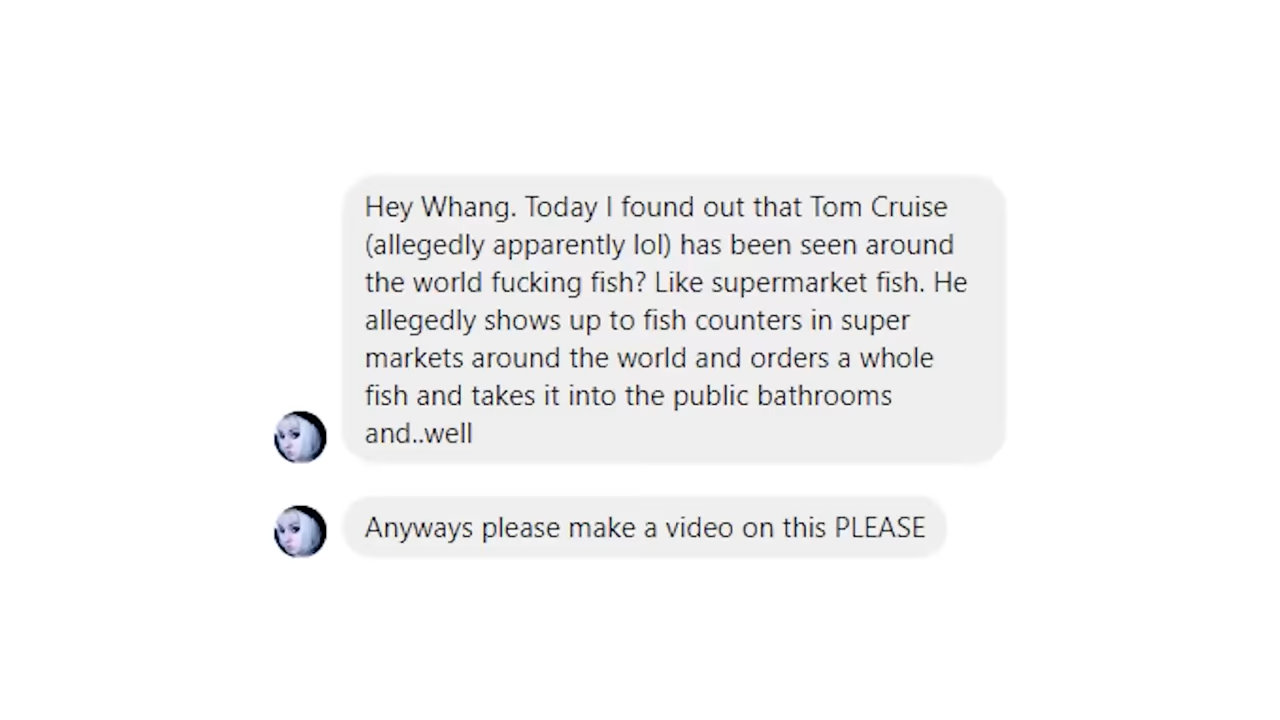 Hey Whang. Today I found out that Tom Cruise
(allegedly apparently lol) has been seen around
the world fucking fish? Like supermarket fish. He
allegedly shows up to fish counters in super
markets around the world and orders a whole
fish and takes it into the public bathrooms
and..well
Anyways please make a video on this PLEASE